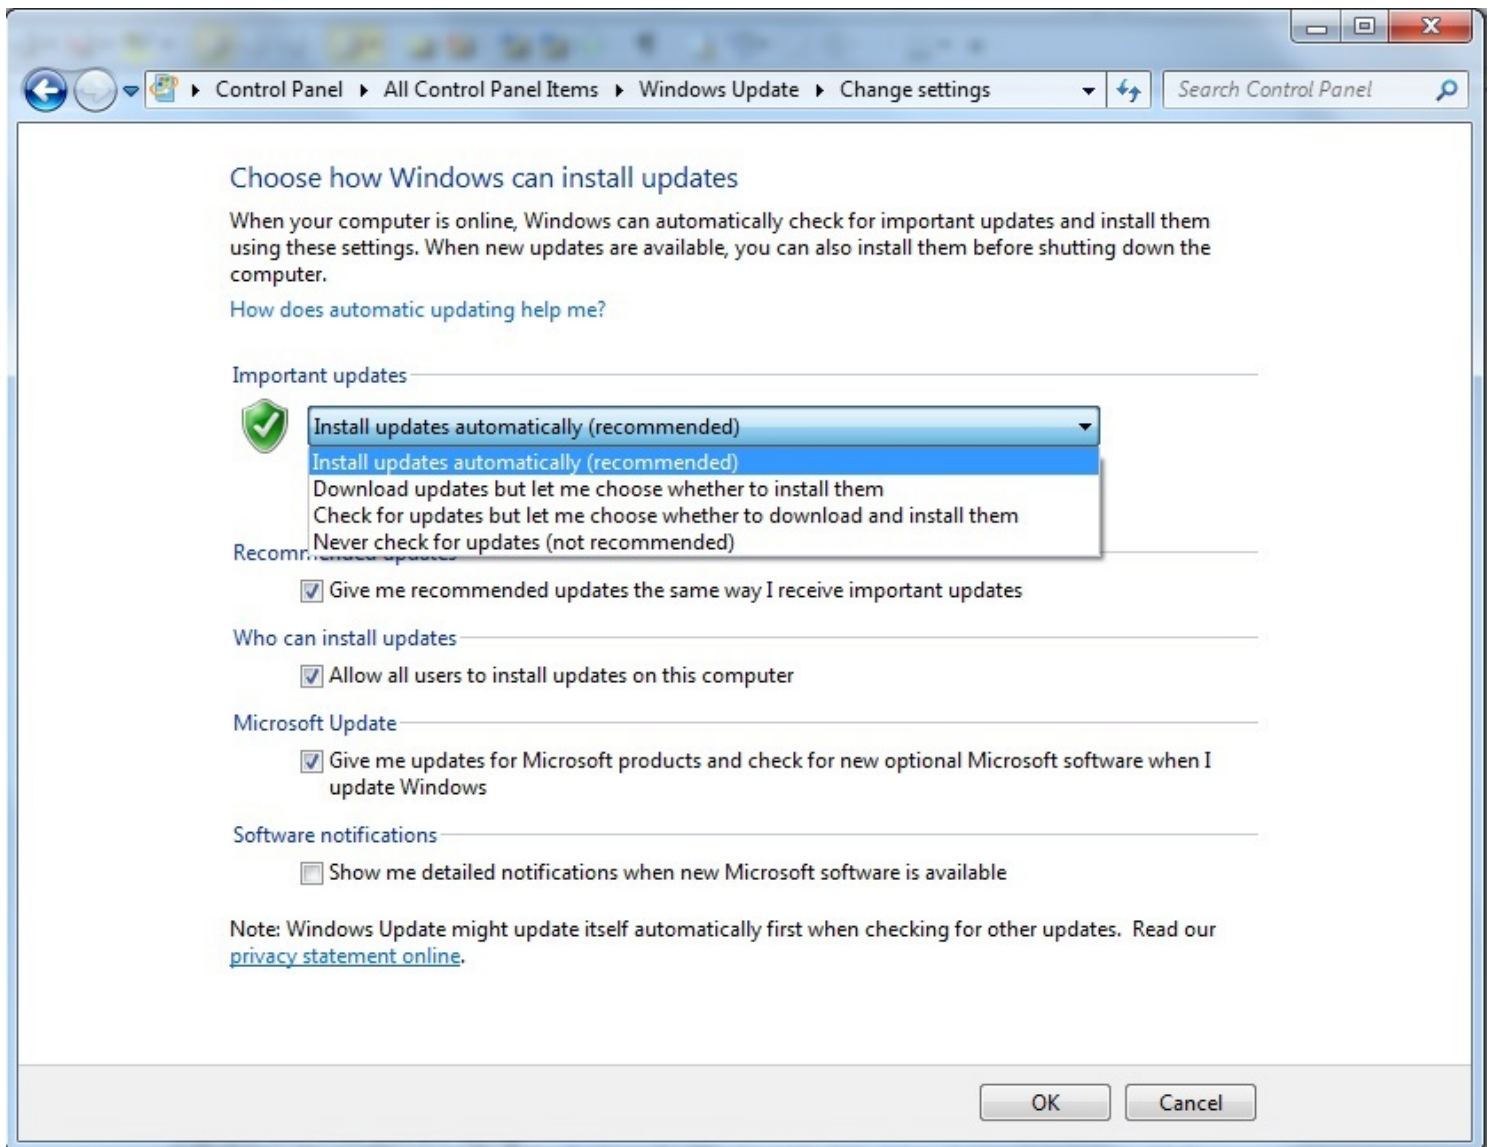 Control Panel All Control Panel Items Windows Update Change settings Search Control Panel
Choose how Windows can install updates
When your computer is online, Windows can automatically check for important updates and install them
using these settings. When new updates are available, you can also install them before shutting down the
computer.
How does automatic updating help me?
Important updates
Install updates automatically (recommended)
Install updates automatically (recommended)
Download updates but let me choose whether to install them
Check for updates but let me choose whether to download and install them
Never check for updates (not recommended)
Recommended updates
Give me recommended updates the same way I receive important updates
Who can install updates
Allow all users to install updates on this computer
Microsoft Update
Give me updates for Microsoft products and check for new optional Microsoft software when I
update Windows
Software notifications
Show me detailed notifications when new Microsoft software is available
Note: Windows Update might update itself automatically first when checking for other updates. Read our
privacy statement online.
OK Cancel